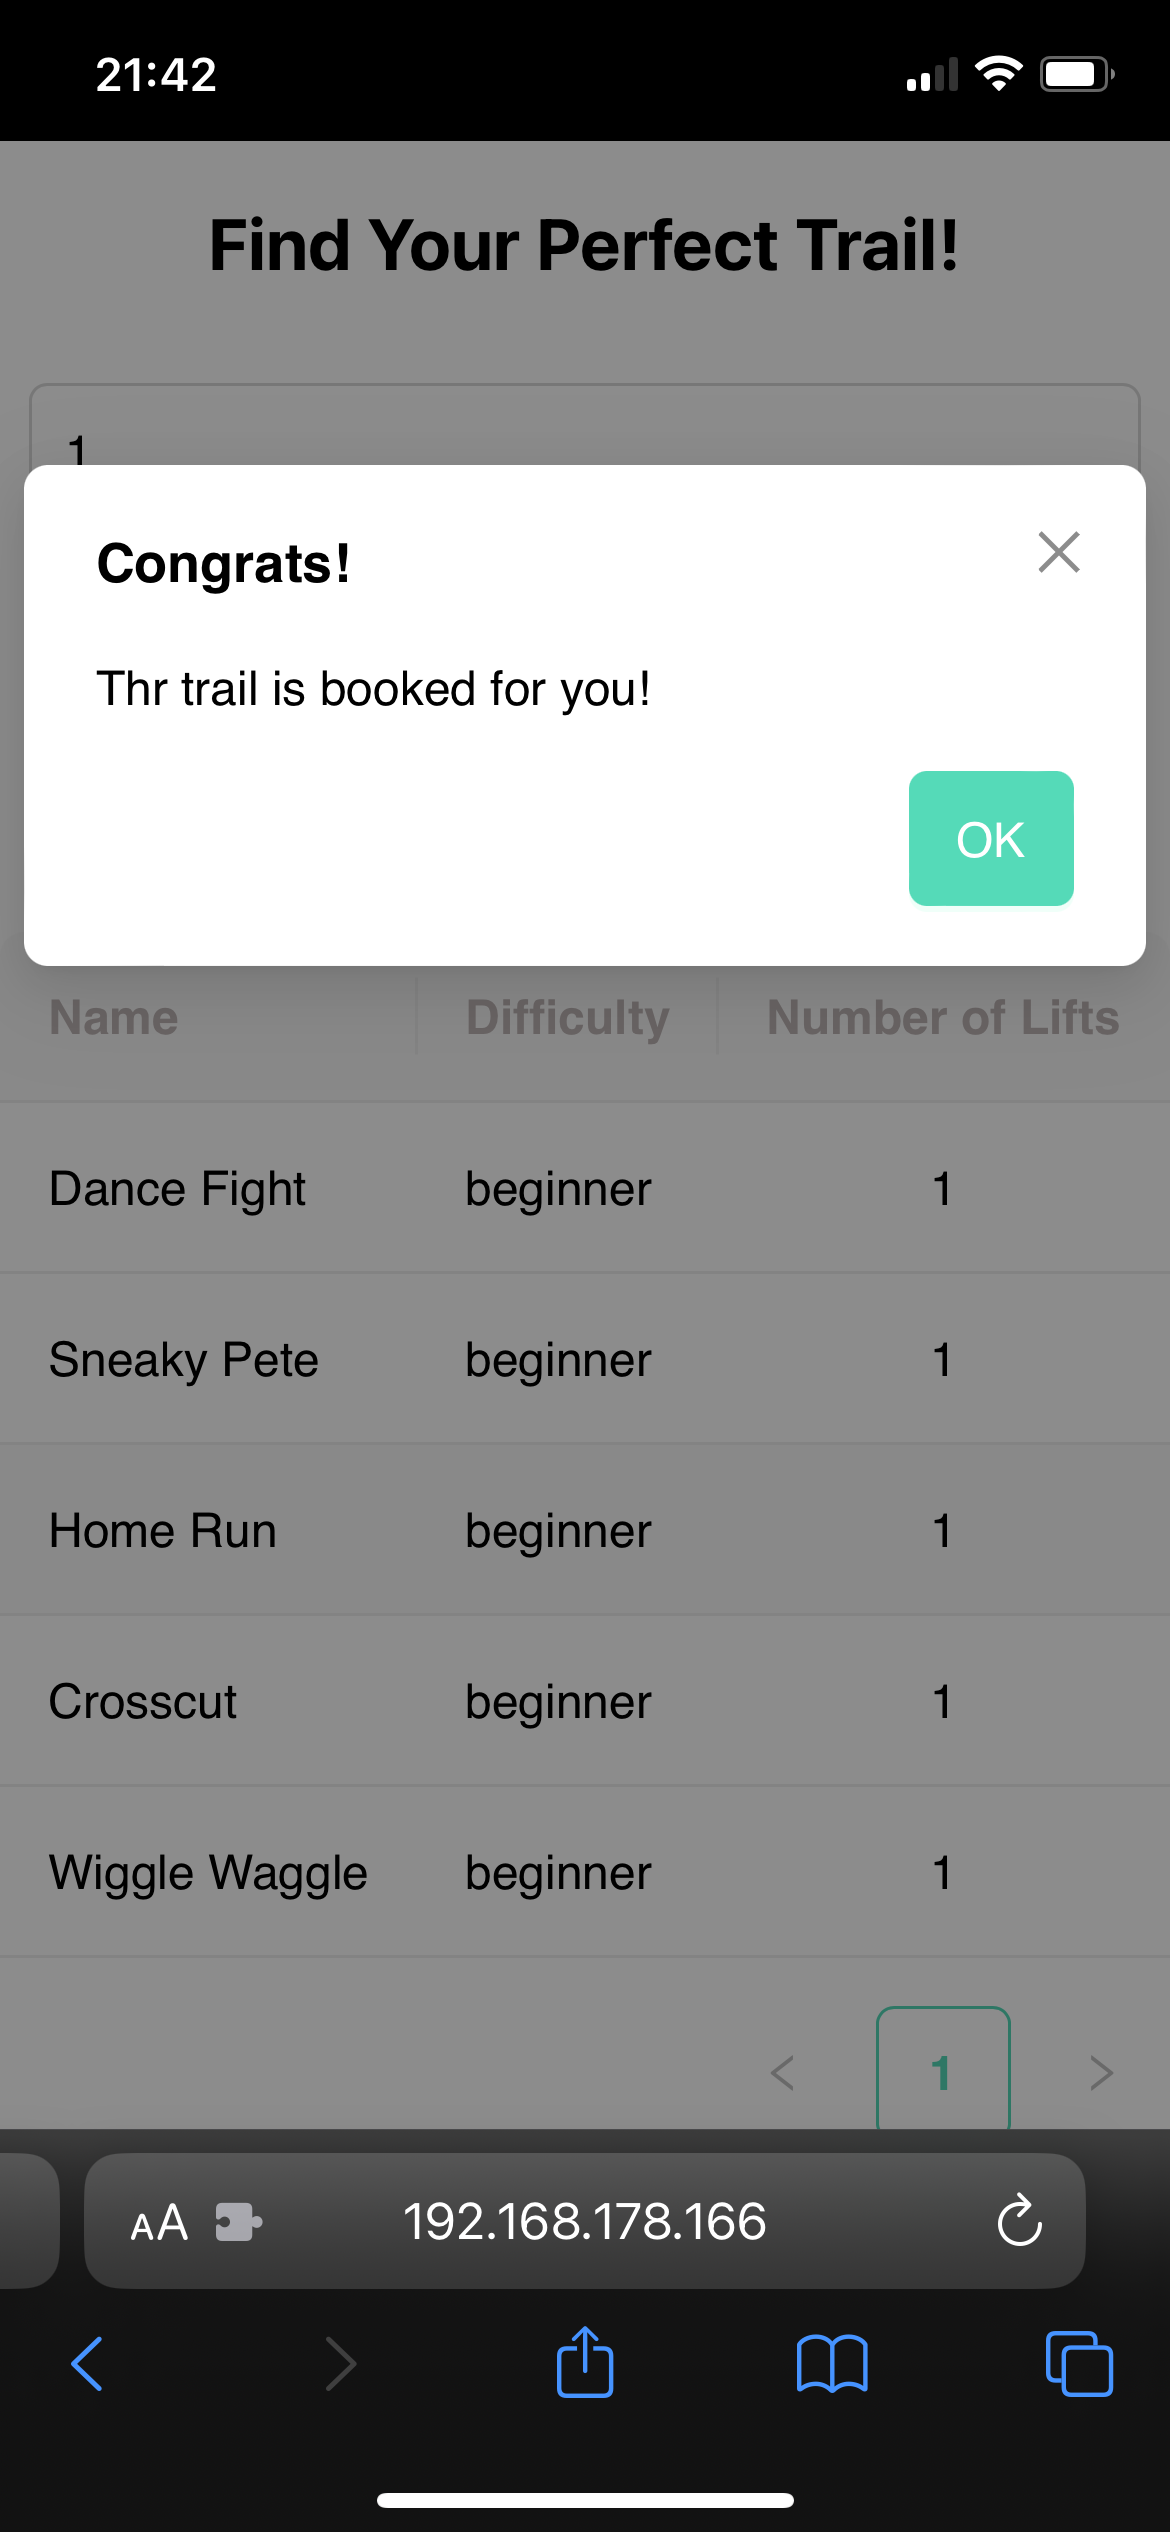 21:42
Find Your Perfect Trail!
1
Congrats!
Thr trail is booked for you!
OK
Name Difficulty Number of Lifts
Dance Fight beginner 1
Sneaky Pete beginner 1
Home Run beginner 1
Crosscut beginner 1
Wiggle Waggle beginner 1
< 1 >
AA 192.168.178.166